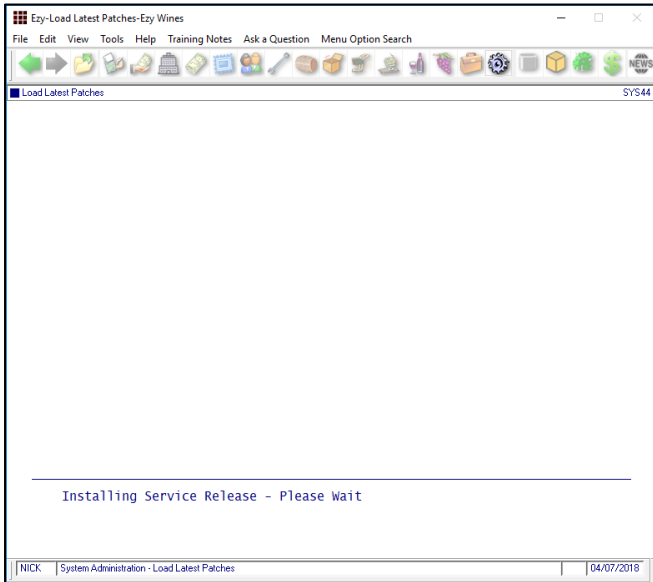 Ezy-Load Latest Patches-Ezy Wines
File Edit View Tools Help Training Notes Ask a Question Menu Option Search
NEWS
Load Latest Patches SYS44
Installing Service Release - Please Wait
NICK System Administration - Load Latest Patches 04/07/2018